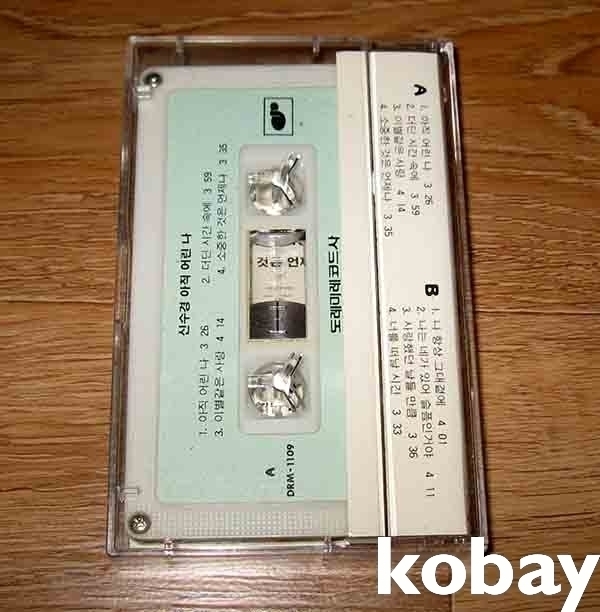 A
1. 아직 어린 나 3 26
2. 더딘 시간 속에 3 59
3. 이별같은 사랑 4 14
4. 소중한 것은 언제나 3 35
B
1. 나 항상 그대곁에 4 01
2. 나는 네가 있어 슬픔인거야 4 11
3. 사랑했던 날들 만큼 3 36
4. 너를 떠날 시간 3 33
신수경 아직 어린 나
1. 아직 어린 나 3 26
2. 더딘 시간 속에 3 59
3. 이별같은 사랑 4 14
4. 소중한 것은 언제나 3 35
것은 언제
도레미레코드사
A
DRM-1109
kobay